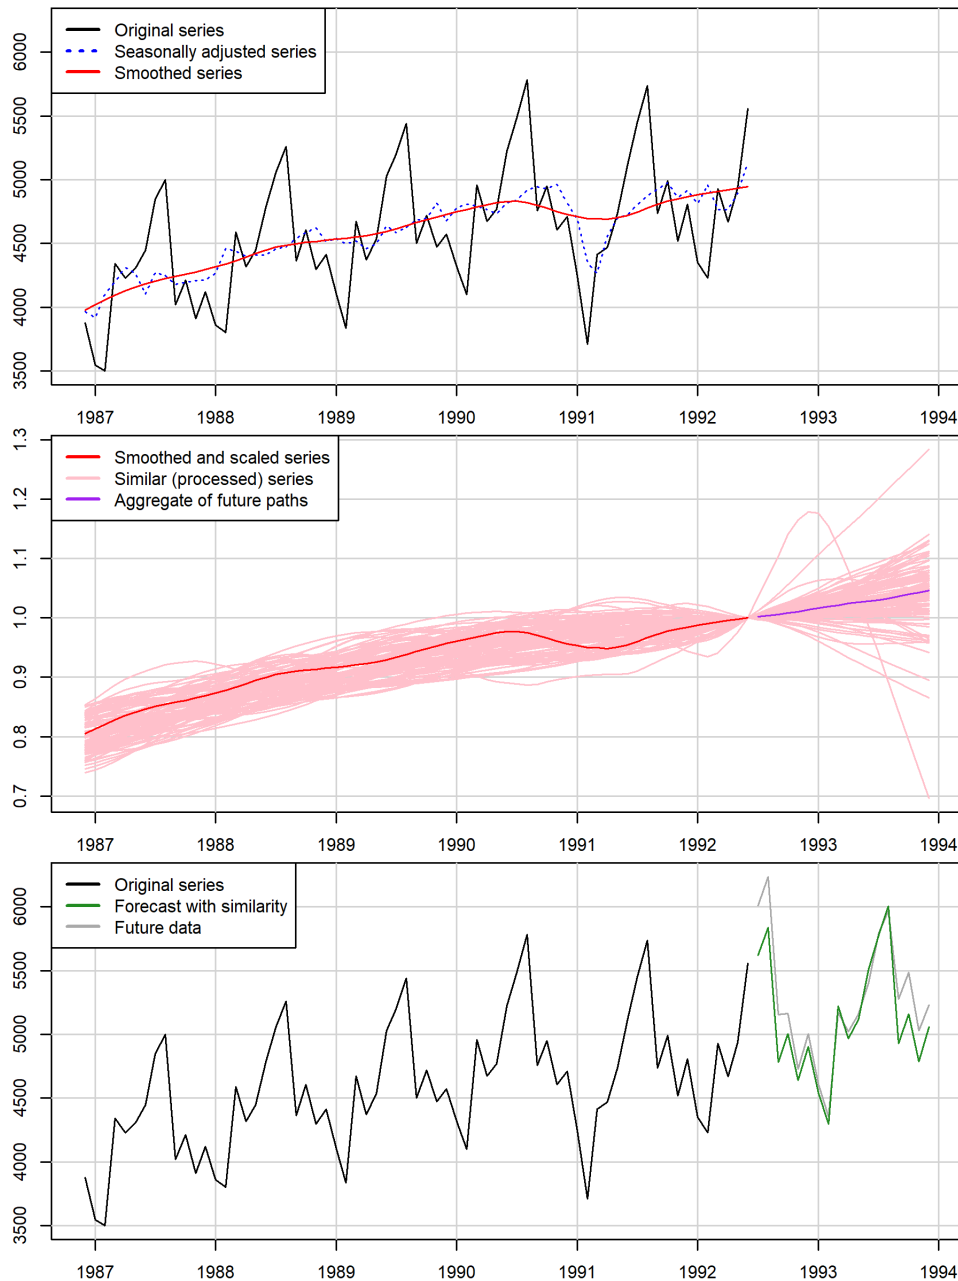 Original series
Seasonally adjusted series
Smoothed series
6000
5500
5000
4500
4000
3500
1987 1988 1989 1990 1991 1992 1993 1994
Smoothed and scaled series
Similar (processed) series
Aggregate of future paths
1.3
1.2
1.1
1.0
0.9
0.8
0.7
1987 1988 1989 1990 1991 1992 1993 1994
Original series
Forecast with similarity
Future data
6000
5500
5000
4500
4000
3500
1987 1988 1989 1990 1991 1992 1993 1994